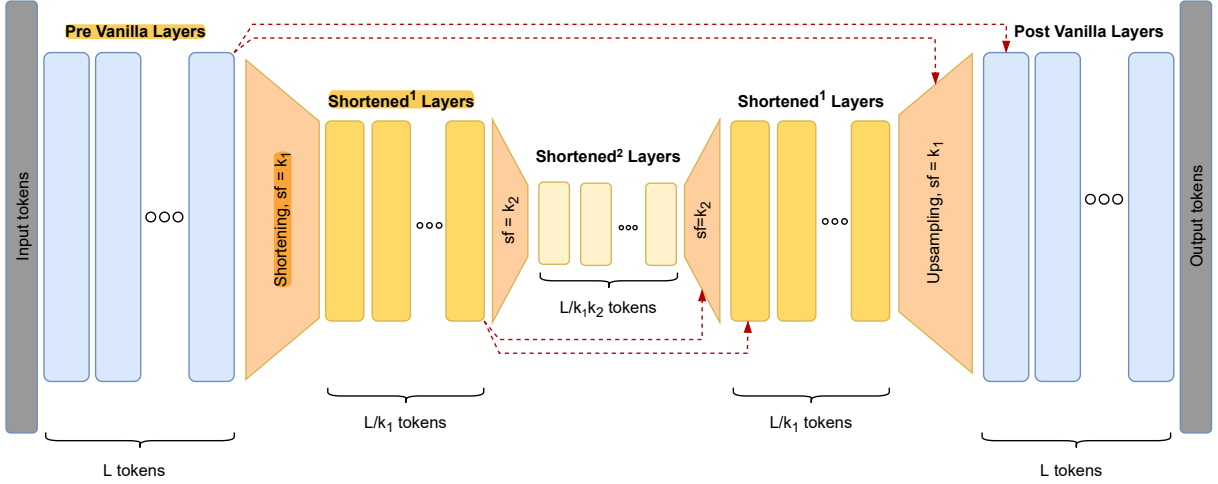 Input tokens
Pre Vanilla Layers
Shortening, sf = k₁
Shortened¹ Layers
sf = k₂
Shortened² Layers
sf=k₂
Shortened¹ Layers
Upsampling, sf = k₁
Post Vanilla Layers
Output tokens
L/k₁k₂ tokens
L/k₁ tokens
L/k₁ tokens
L tokens
L tokens